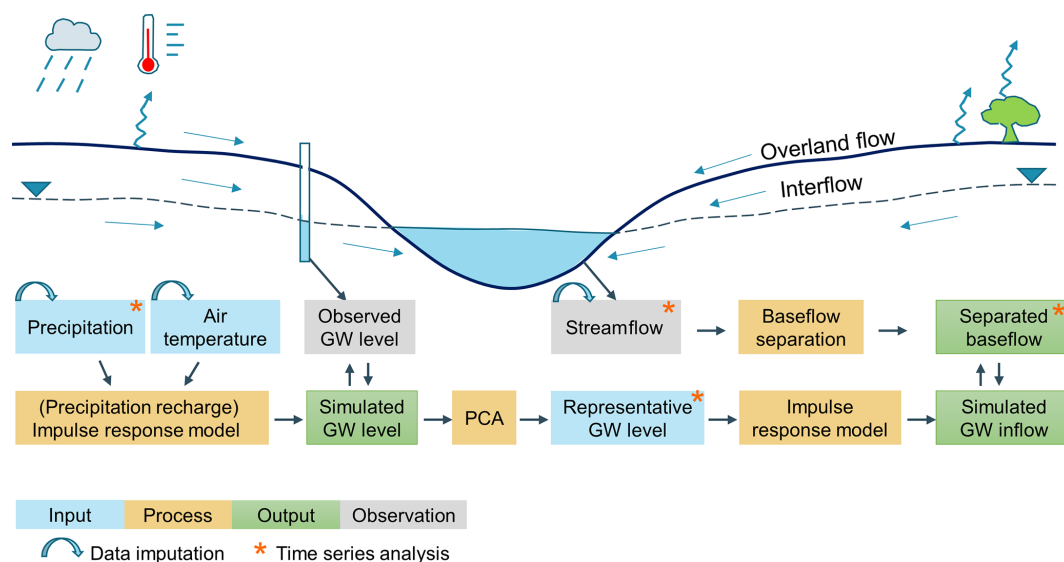 Overland flow
Interflow
Precipitation *
Air
temperature
Observed
GW level
Streamflow *
Baseflow
separation
Separated *
baseflow
(Precipitation recharge)
Impulse response model
Simulated
GW level
PCA
Representative *
GW level
Impulse
response model
Simulated
GW inflow
Input Process Output Observation
Data imputation * Time series analysis